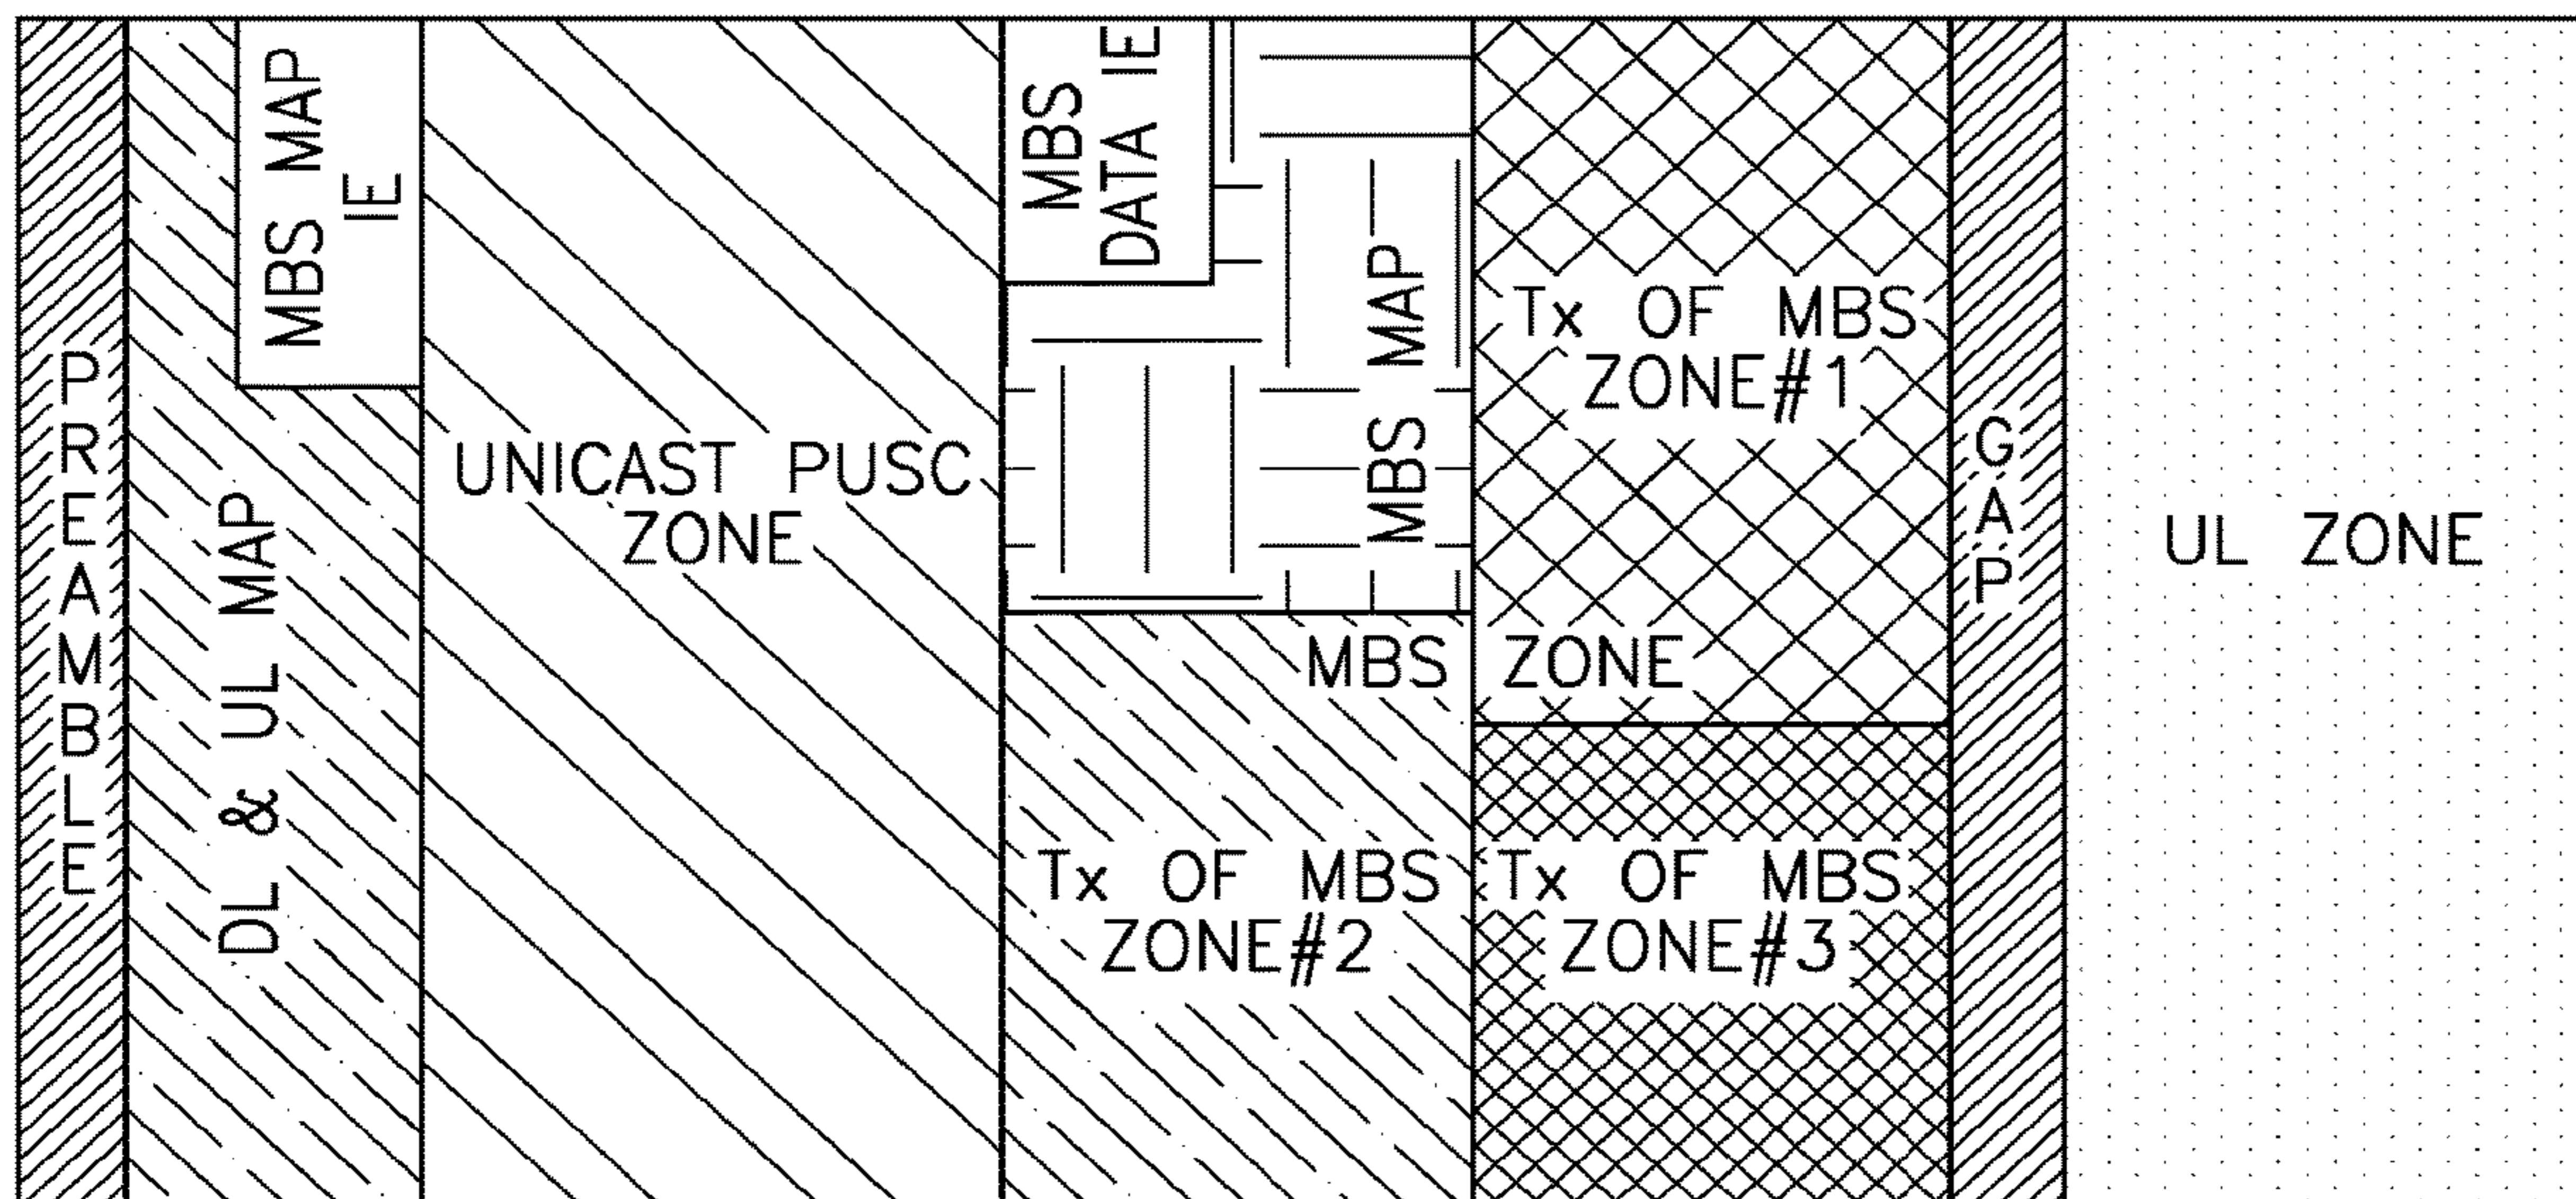 PREAMBLE
DL & UL MAP
MBS MAP
IE
UNICAST PUSC
ZONE
MBS
DATA IE
MBS MAP
MBS ZONE
Tx OF MBS
ZONE#1
Tx OF MBS
ZONE#2
Tx OF MBS
ZONE#3
GAP
UL ZONE